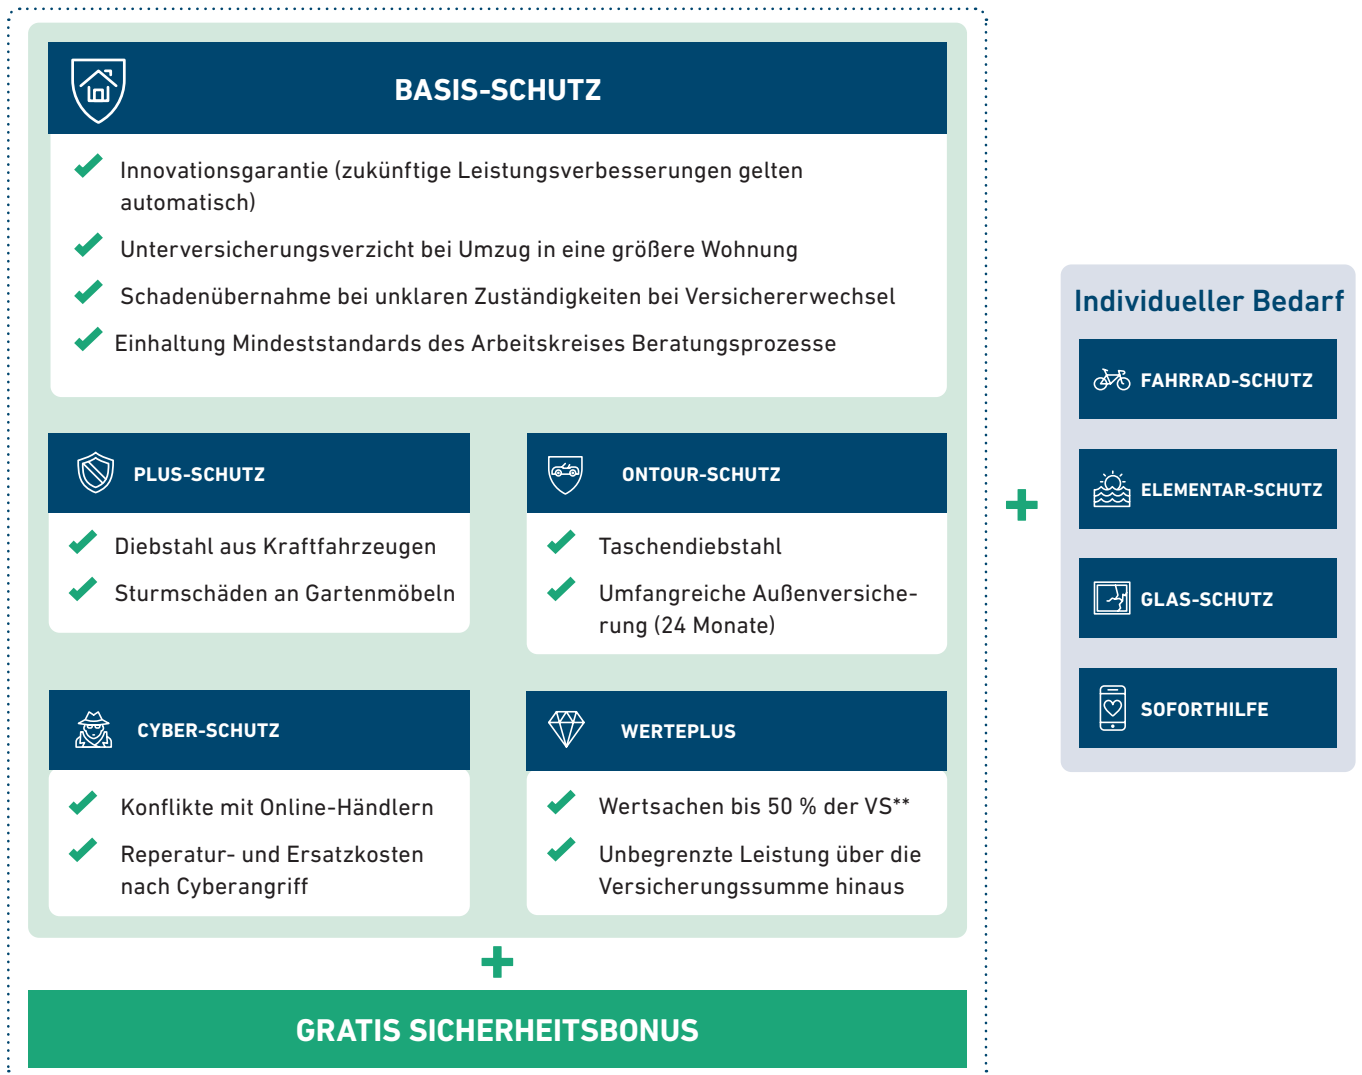 BASIS-SCHUTZ
Innovationsgarantie (zukünftige Leistungsverbesserungen gelten
automatisch)
Unterversicherungsverzicht bei Umzug in eine größere Wohnung
Schadenübernahme bei unklaren Zuständigkeiten bei Versichererwechsel
Einhaltung Mindeststandards des Arbeitskreises Beratungsprozesse
PLUS-SCHUTZ
Diebstahl aus Kraftfahrzeugen
Sturmschäden an Gartenmöbeln
ONTOUR-SCHUTZ
Taschendiebstahl
Umfangreiche Außenversiche-
rung (24 Monate)
CYBER-SCHUTZ
Konflikte mit Online-Händlern
Reperatur- und Ersatzkosten
nach Cyberangriff
WERTEPLUS
Wertsachen bis 50 % der VS**
Unbegrenzte Leistung über die
Versicherungssumme hinaus
+
GRATIS SICHERHEITSBONUS
+
Individueller Bedarf
FAHRRAD-SCHUTZ
ELEMENTAR-SCHUTZ
GLAS-SCHUTZ
SOFORTHILFE